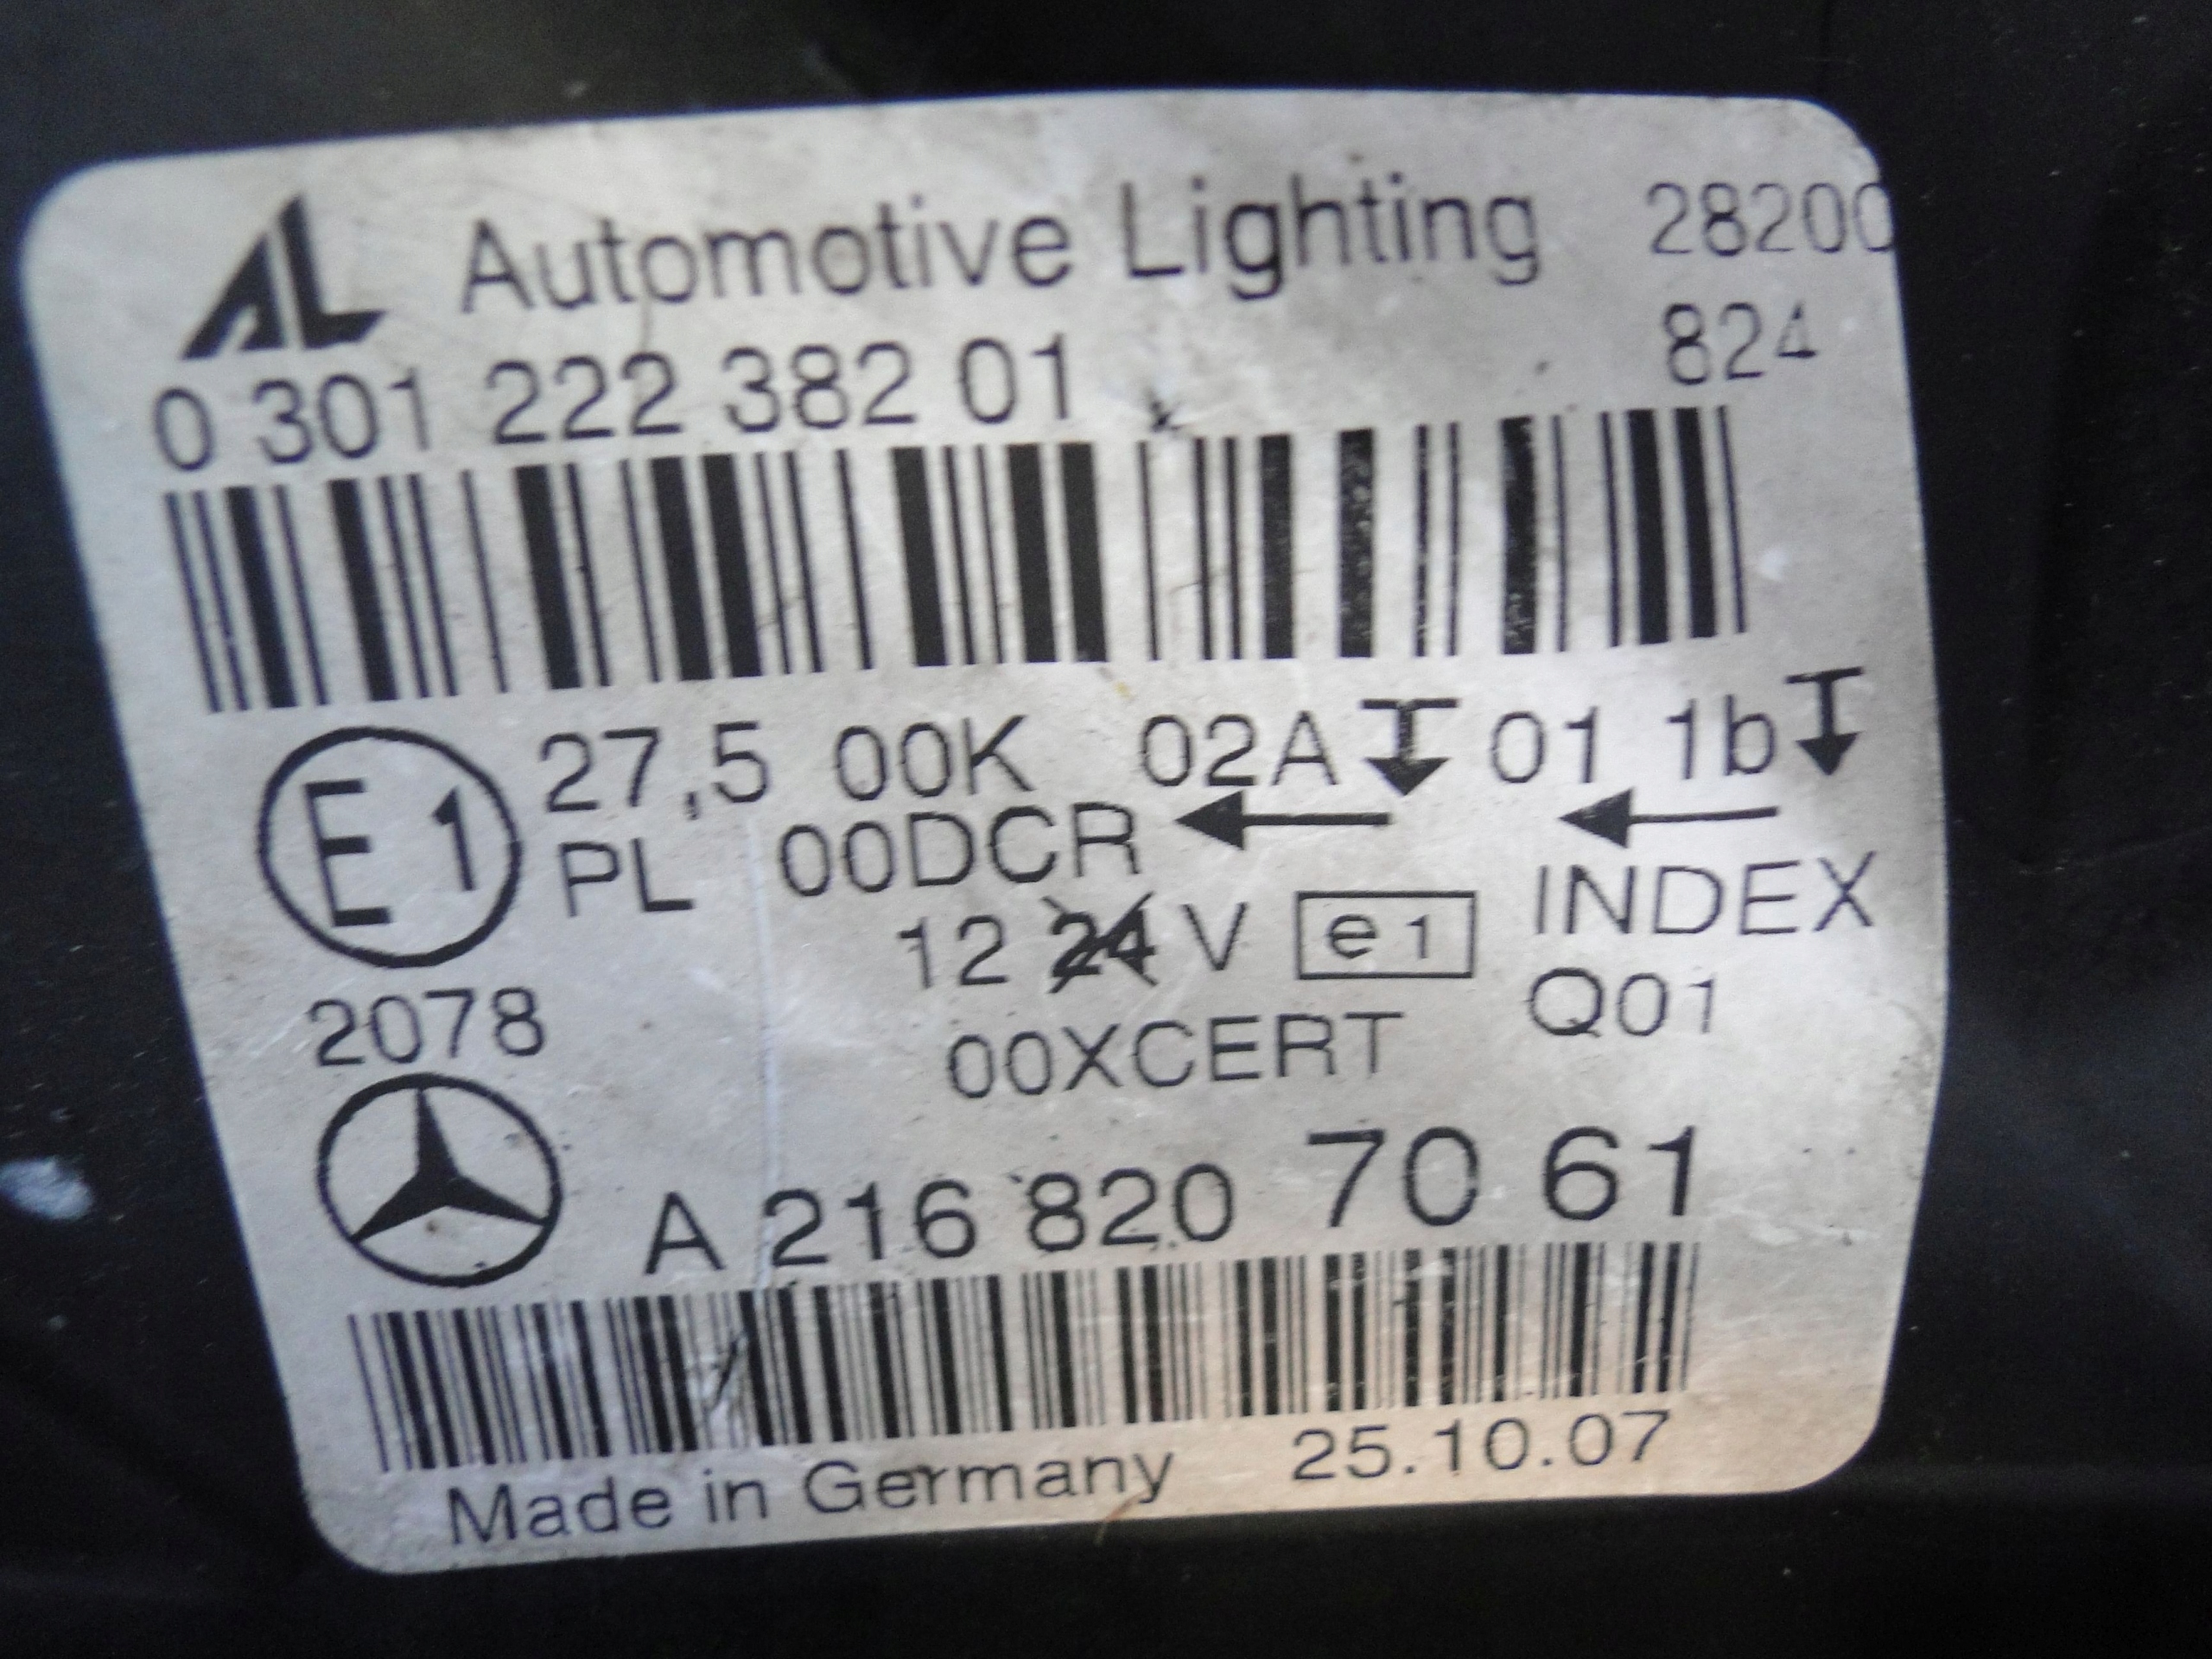 AL Automotive Lighting 28200
824
0 301 222 382 01
E1 27,5 00K 02A 01 1b
PL 00DCR
12 24 V e1 INDEX
2078 00XCERT Q01
A 216 820 70 61
Made in Germany 25.10.07